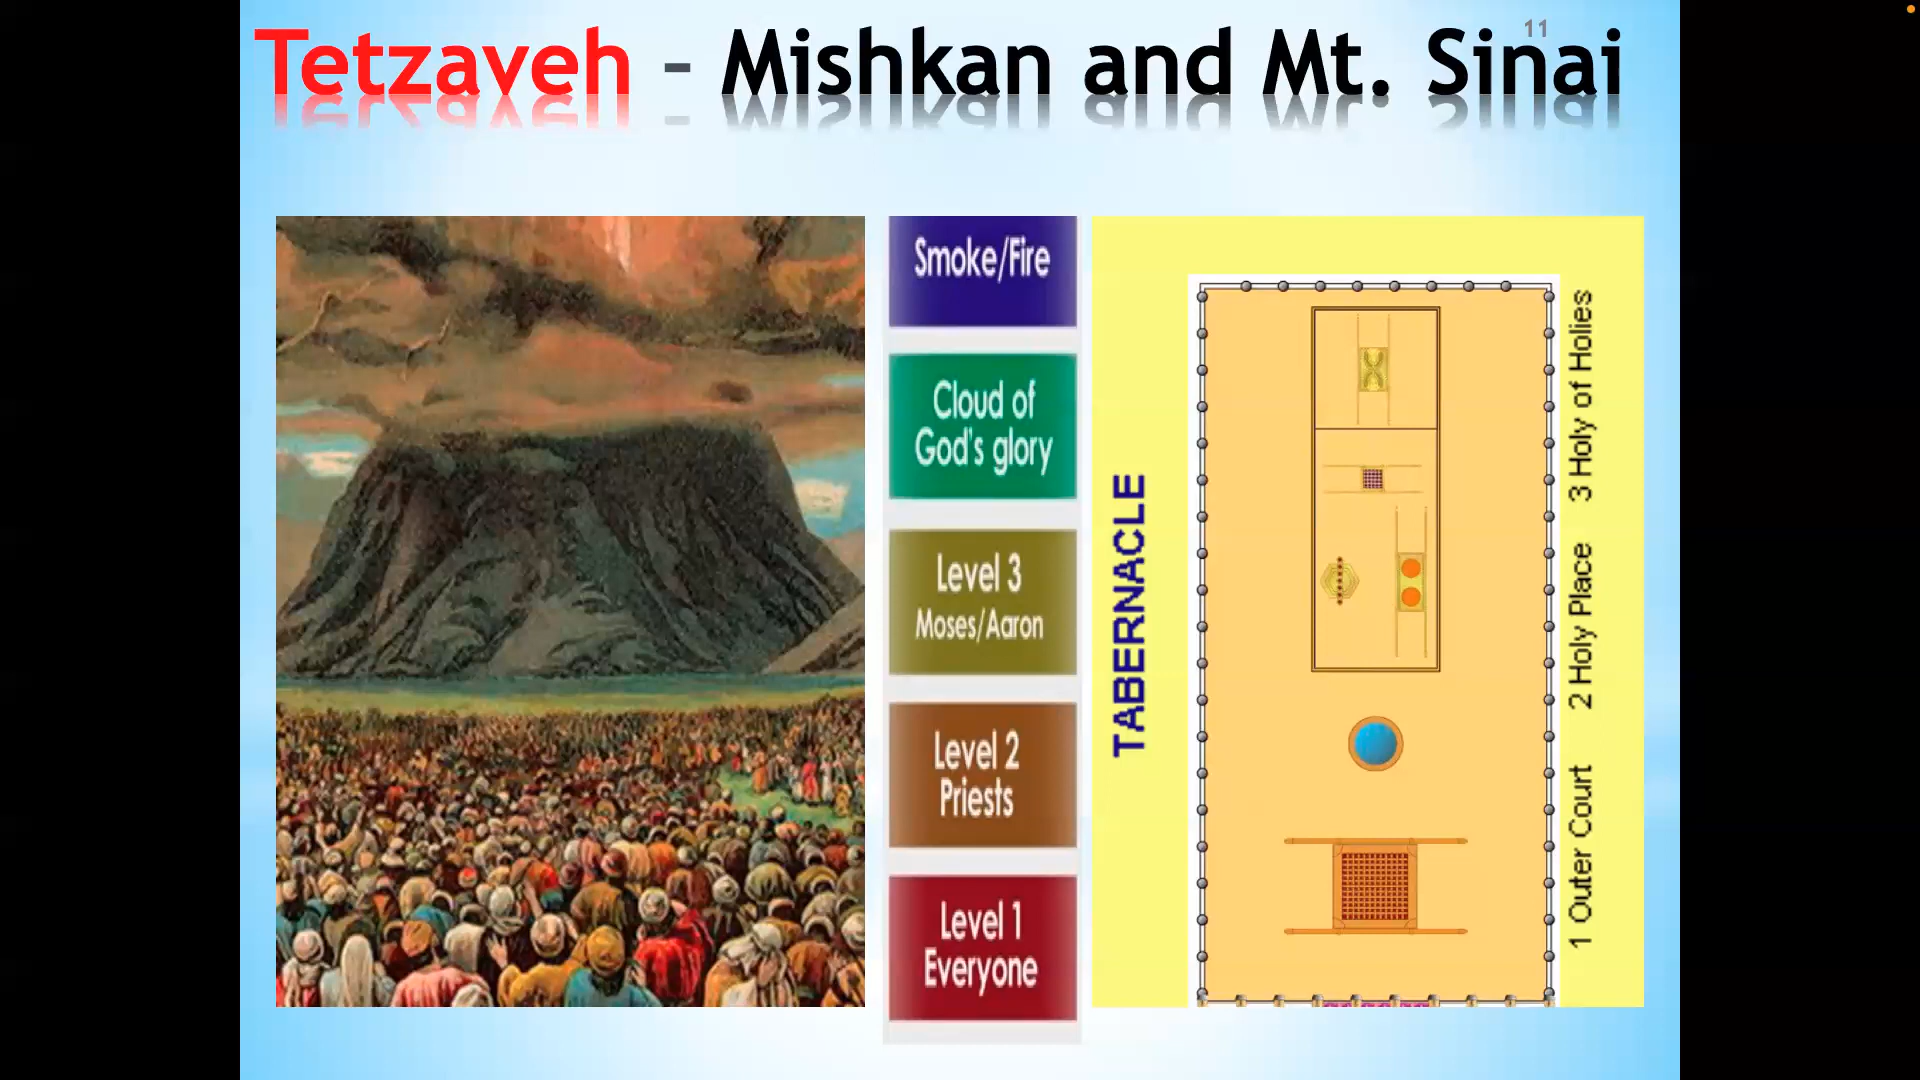 11
Tetzaveh - Mishkan and Mt. Sinai
Smoke/Fire
Cloud of
God's glory
Level 3
Moses/Aaron
Level 2
Priests
Level 1
Everyone
TABERNACLE
1 Outer Court 2 Holy Place 3 Holy of Holies